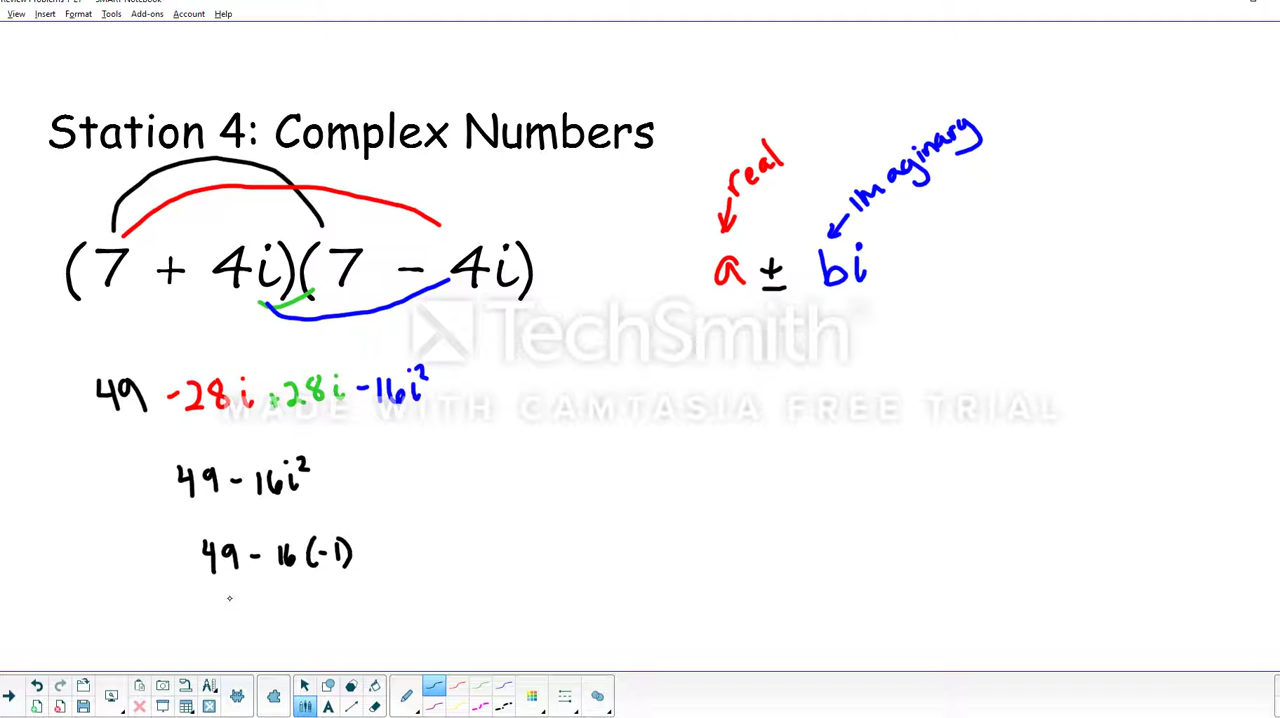 View Insert Format Tools Add-ons Account Help
Station 4: Complex Numbers
real
imaginary
(7 + 4i)(7 - 4i)
a ± bi
TechSmith
49 -28i +28i -16i²
MADE WITH CAMTASIA FREE TRIAL
49 - 16i²
49 - 16(-1)